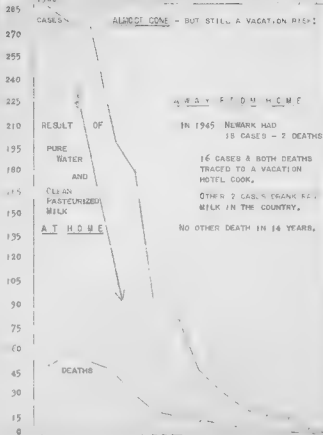 285
CASES ALMOST GONE - BUT STILL A VACATION RISK!
270
255
240
225
AWAY FROM HOME
210 RESULT OF IN 1945 NEWARK HAD
18 CASES - 2 DEATHS
195 PURE
WATER 16 CASES & BOTH DEATHS
180 AND TRACED TO A VACATION
HOTEL COOK.
165 CLEAN
PASTEURIZED OTHER 2 CASES DRANK RAW
150 MILK MILK IN THE COUNTRY.
135 AT HOME NO OTHER DEATH IN 14 YEARS.
120
105
90
75
60
45 DEATHS
30
15
0